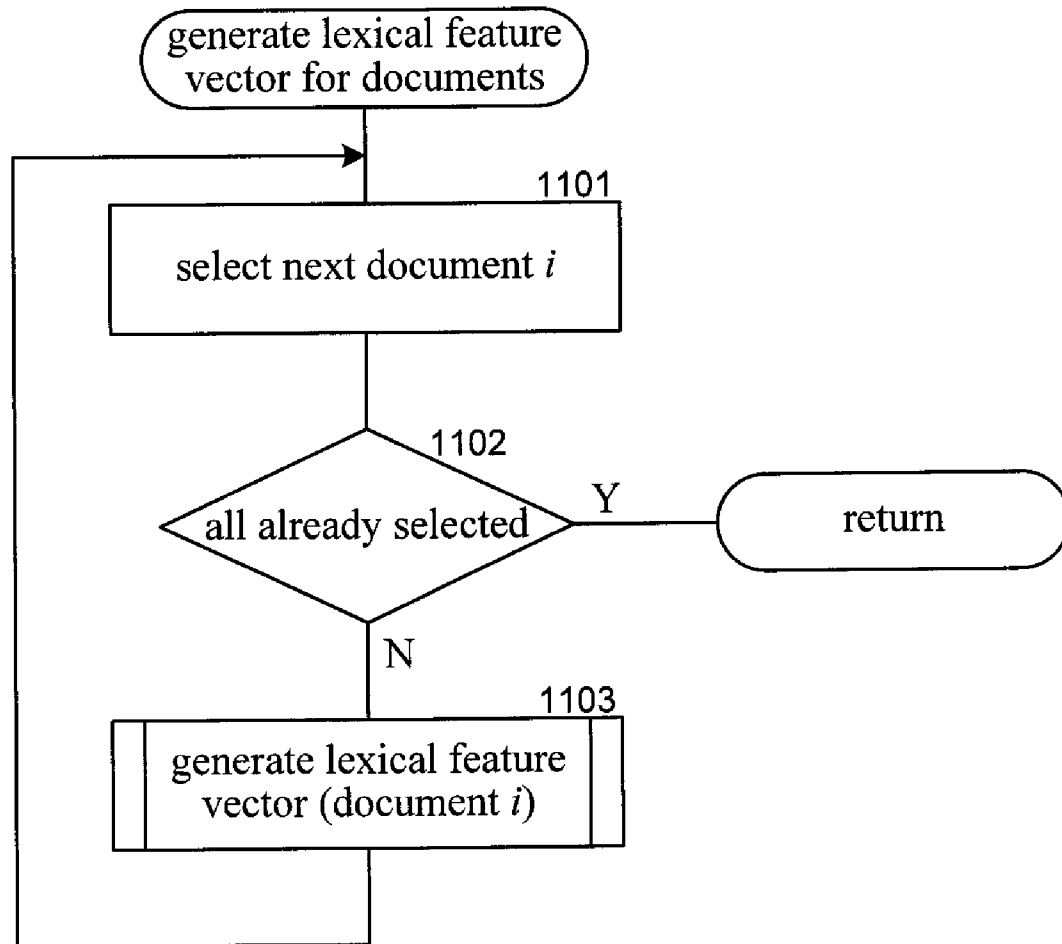 generate lexical feature
vector for documents
1101
select next document i
1102
all already selected
Y
return
N
1103
generate lexical feature
vector (document i)